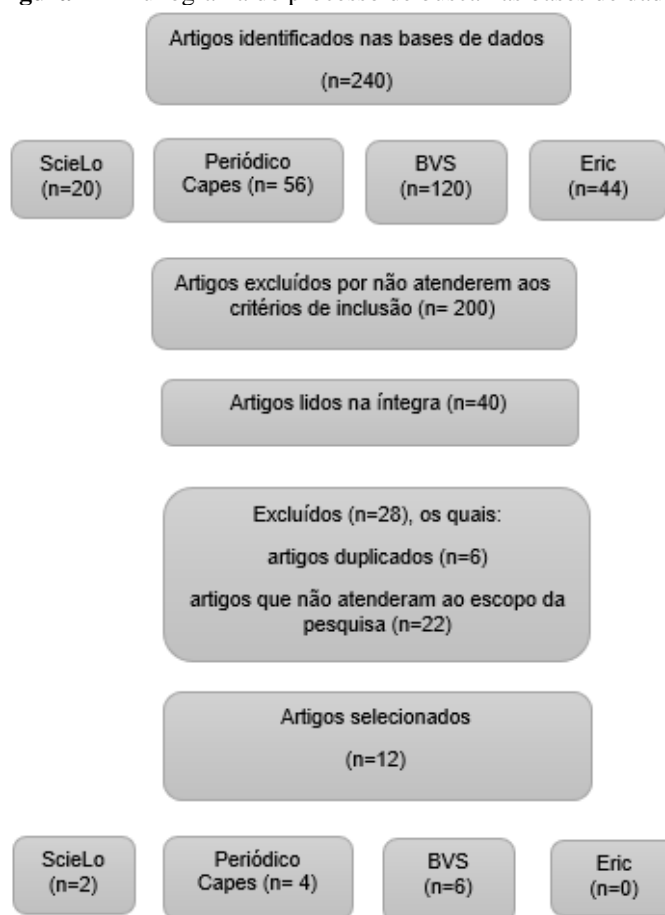 Artigos identificados nas bases de dados
(n=240)
ScieLo
(n=20)
Periódico
Capes (n= 56)
BVS
(n=120)
Eric
(n=44)
Artigos excluídos por não atenderem aos
critérios de inclusão (n= 200)
Artigos lidos na íntegra (n=40)
Excluídos (n=28), os quais:
artigos duplicados (n=6)
artigos que não atenderam ao escopo da
pesquisa (n=22)
Artigos selecionados
(n=12)
ScieLo
(n=2)
Periódico
Capes (n= 4)
BVS
(n=6)
Eric
(n=0)